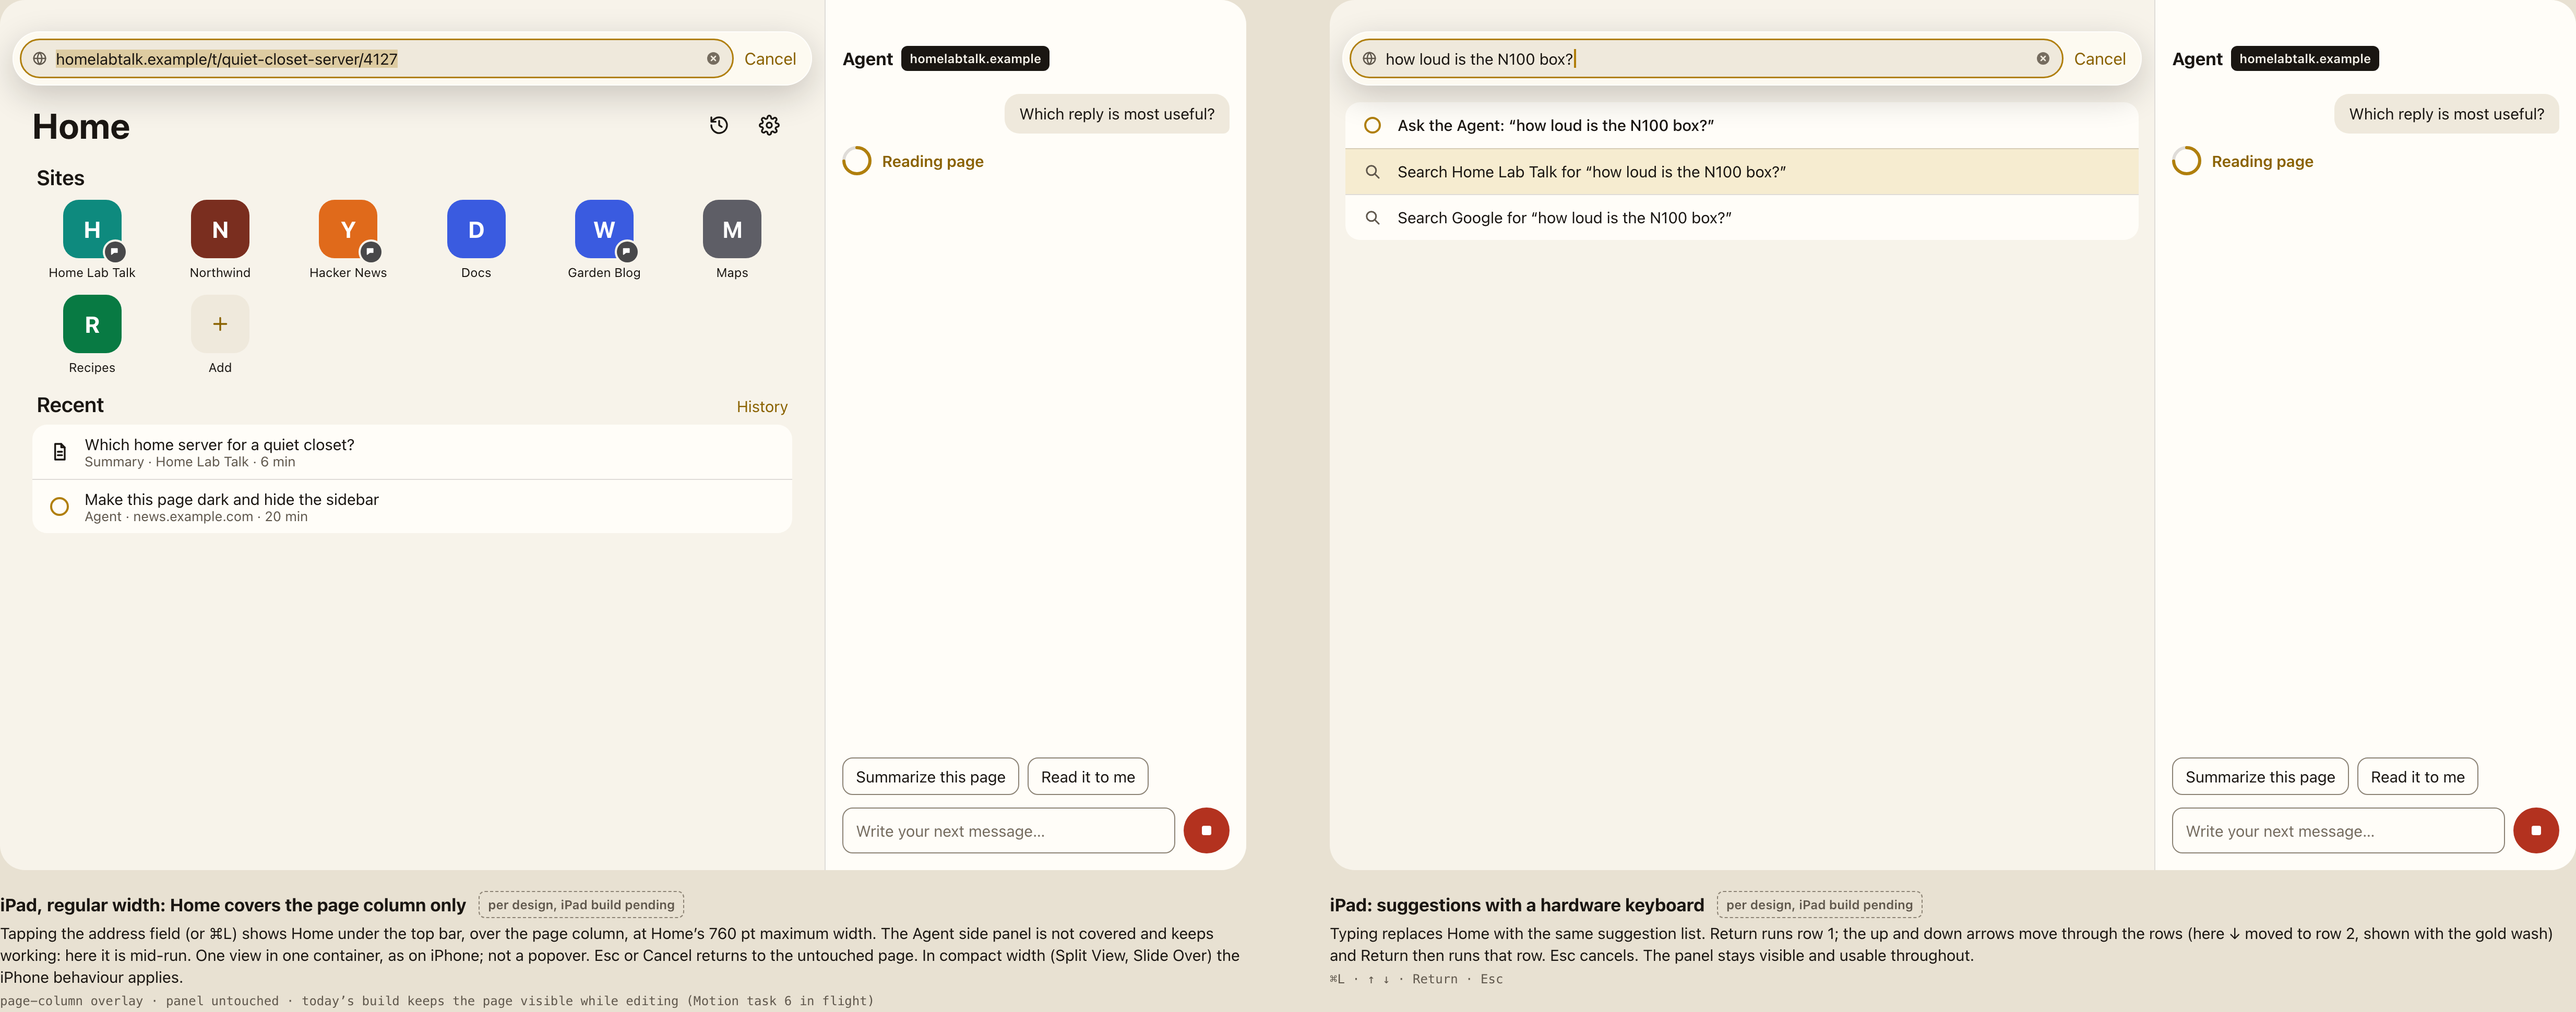 homelabtalk.example/t/quiet-closet-server/4127
Cancel
Home
Sites
H
N
Y
D
W
M
Home Lab Talk
Northwind
Hacker News
Docs
Garden Blog
Maps
R
+
Recipes
Add
Recent
History
Which home server for a quiet closet?
Summary · Home Lab Talk · 6 min
Make this page dark and hide the sidebar
Agent · news.example.com · 20 min
Agent
homelabtalk.example
Which reply is most useful?
Reading page
Summarize this page
Read it to me
Write your next message…
iPad, regular width: Home covers the page column only
per design, iPad build pending
Tapping the address field (or ⌘L) shows Home under the top bar, over the page column, at Home’s 760 pt maximum width. The Agent side panel is not covered and keeps
working: here it is mid-run. One view in one container, as on iPhone; not a popover. Esc or Cancel returns to the untouched page. In compact width (Split View, Slide Over) the
iPhone behaviour applies.
page-column overlay · panel untouched · today’s build keeps the page visible while editing (Motion task 6 in flight)
how loud is the N100 box?
Cancel
Ask the Agent: “how loud is the N100 box?”
Search Home Lab Talk for “how loud is the N100 box?”
Search Google for “how loud is the N100 box?”
Agent
homelabtalk.example
Which reply is most useful?
Reading page
Summarize this page
Read it to me
Write your next message…
iPad: suggestions with a hardware keyboard
per design, iPad build pending
Typing replaces Home with the same suggestion list. Return runs row 1; the up and down arrows move through the rows (here ↓ moved to row 2, shown with the gold wash)
and Return then runs that row. Esc cancels. The panel stays visible and usable throughout.
⌘L · ↑ ↓ · Return · Esc